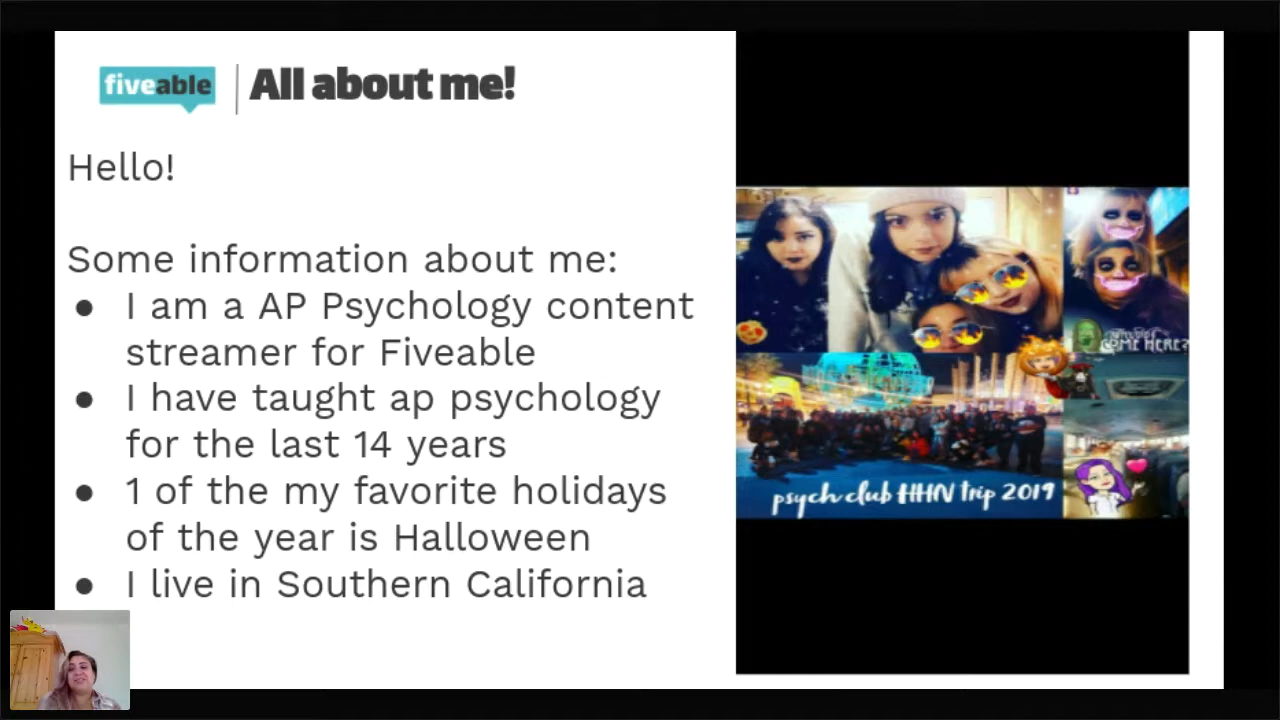 fiveable
All about me!
Hello!
Some information about me:
● I am a AP Psychology content
streamer for Fiveable
● I have taught ap psychology
for the last 14 years
● 1 of the my favorite holidays
of the year is Halloween
● I live in Southern California
COME HERE?
psych club HHN trip 2019